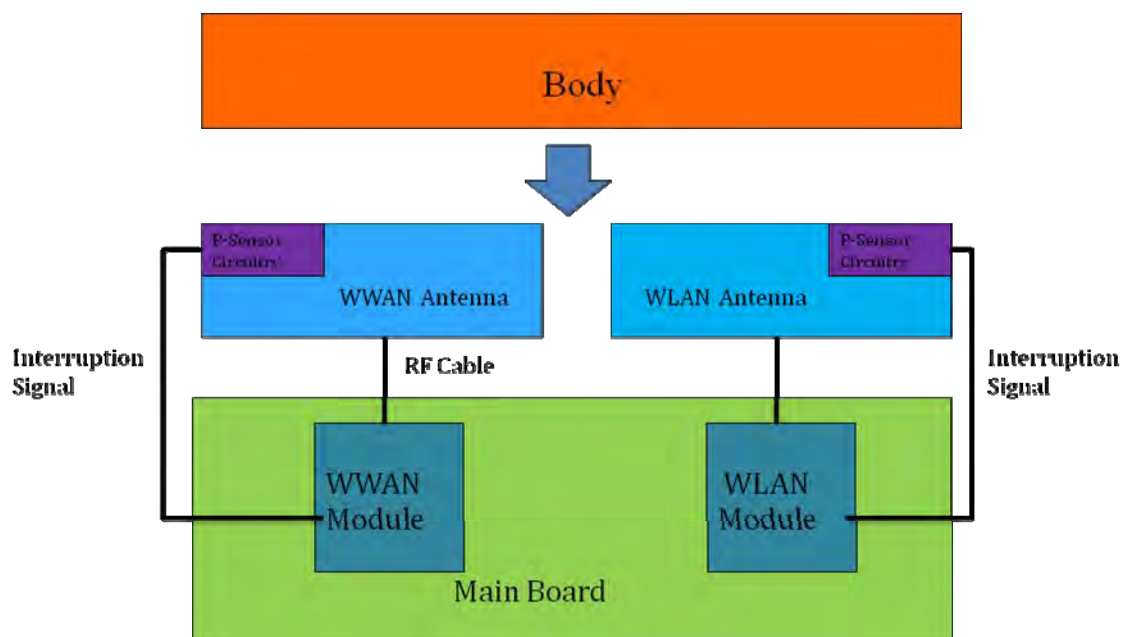 Body
P-Sensor
Circuitry
P-Sensor
Circuitry
WWAN Antenna
WLAN Antenna
Interruption
Signal
RF Cable
Interruption
Signal
WWAN
Module
WLAN
Module
Main Board